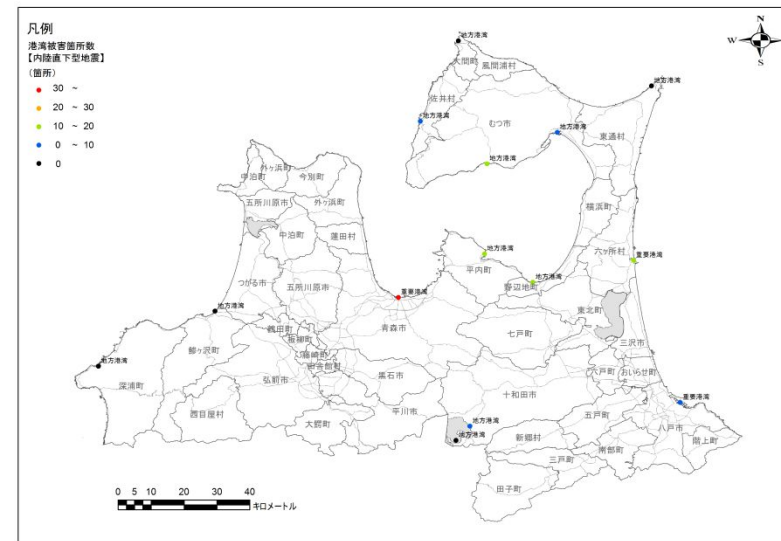 凡例
港湾被害箇所数
【内陸直下型地震】
(箇所)
30 ~
20 ~ 30
10 ~ 20
0 ~ 10
0
N
W E
S
地方港湾
大間町
風間浦村
地方港湾
佐井村
地方港湾
むつ市
東通村
地方港湾
外ヶ浜町
中泊町
今別町
五所川原市
外ヶ浜町
横浜町
中泊町
蓬田村
六ヶ所村
地方港湾
平内町
重要港湾
つがる市
五所川原市
重要港湾
地方港湾
野辺地町
地方港湾
東北町
鶴田町
青森市
七戸町
板柳町
三沢市
鰺ヶ沢町
藤崎町
田舎館村
地方港湾
深浦町
弘前市
黒石市
六戸町
おいらせ町
十和田市
西目屋村
平川市
五戸町
重要港湾
大鰐町
地方港湾
八戸市
地方港湾
新郷村
階上町
南部町
三戸町
田子町
0 5 10 20 30 40
キロメートル